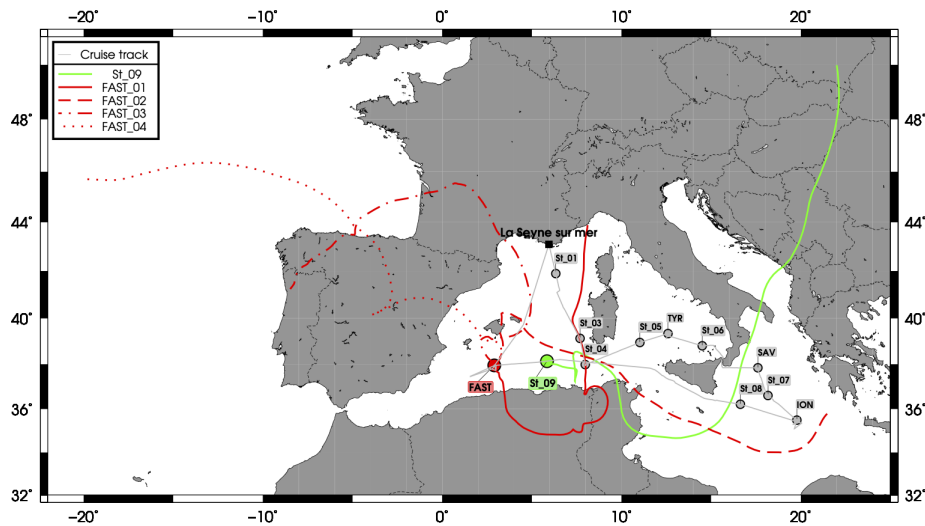 −20° −10° 0° 10° 20°
Cruise track
St_09
FAST_01
FAST_02
FAST_03
FAST_04
48° 48°
44° 44°
La Seyne sur mer
St_01
40° 40°
St_03
TYR
St_05
St_06
St_04
SAV
FAST
St_09
St_07
St_08
ION
36° 36°
32° 32°
−20° −10° 0° 10° 20°